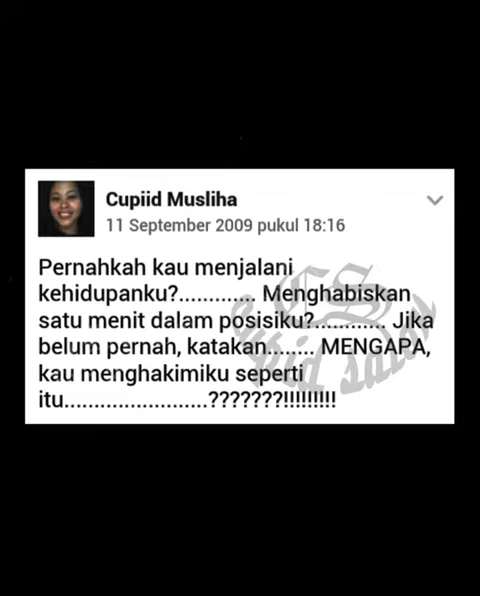 Cupiid Musliha
11 September 2009 pukul 18:16
Pernahkah kau menjalani
kehidupanku?............. Menghabiskan
satu menit dalam posisiku?............ Jika
belum pernah, katakan........ MENGAPA,
kau menghakimiku seperti
itu........................???????!!!!!!!!!